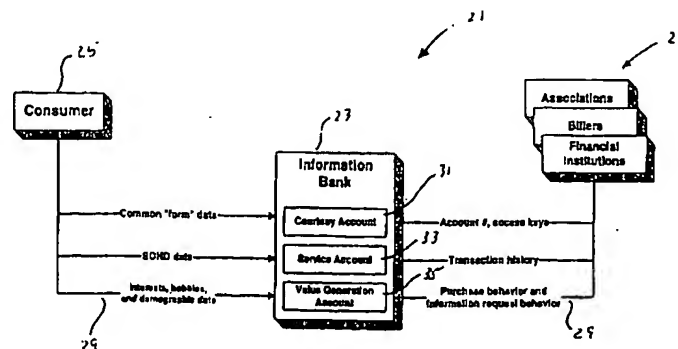 21
25
2
Consumer
Associations
Billers
Financial
Institutions
23
Information
Bank
31
Common "form" data
Courtesy Account
Account #, access keys
33
data
Service Account
Transaction history
35
Interests, hobbies,
and demographic data
Value Generation
Account
Purchase behavior and
information request behavior
29
29